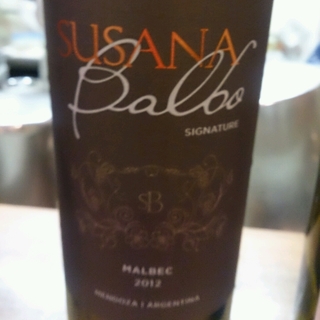 SUSANA
Balbo
SIGNATURE
SB
MALBEC
2012
MENDOZA | ARGENTINA